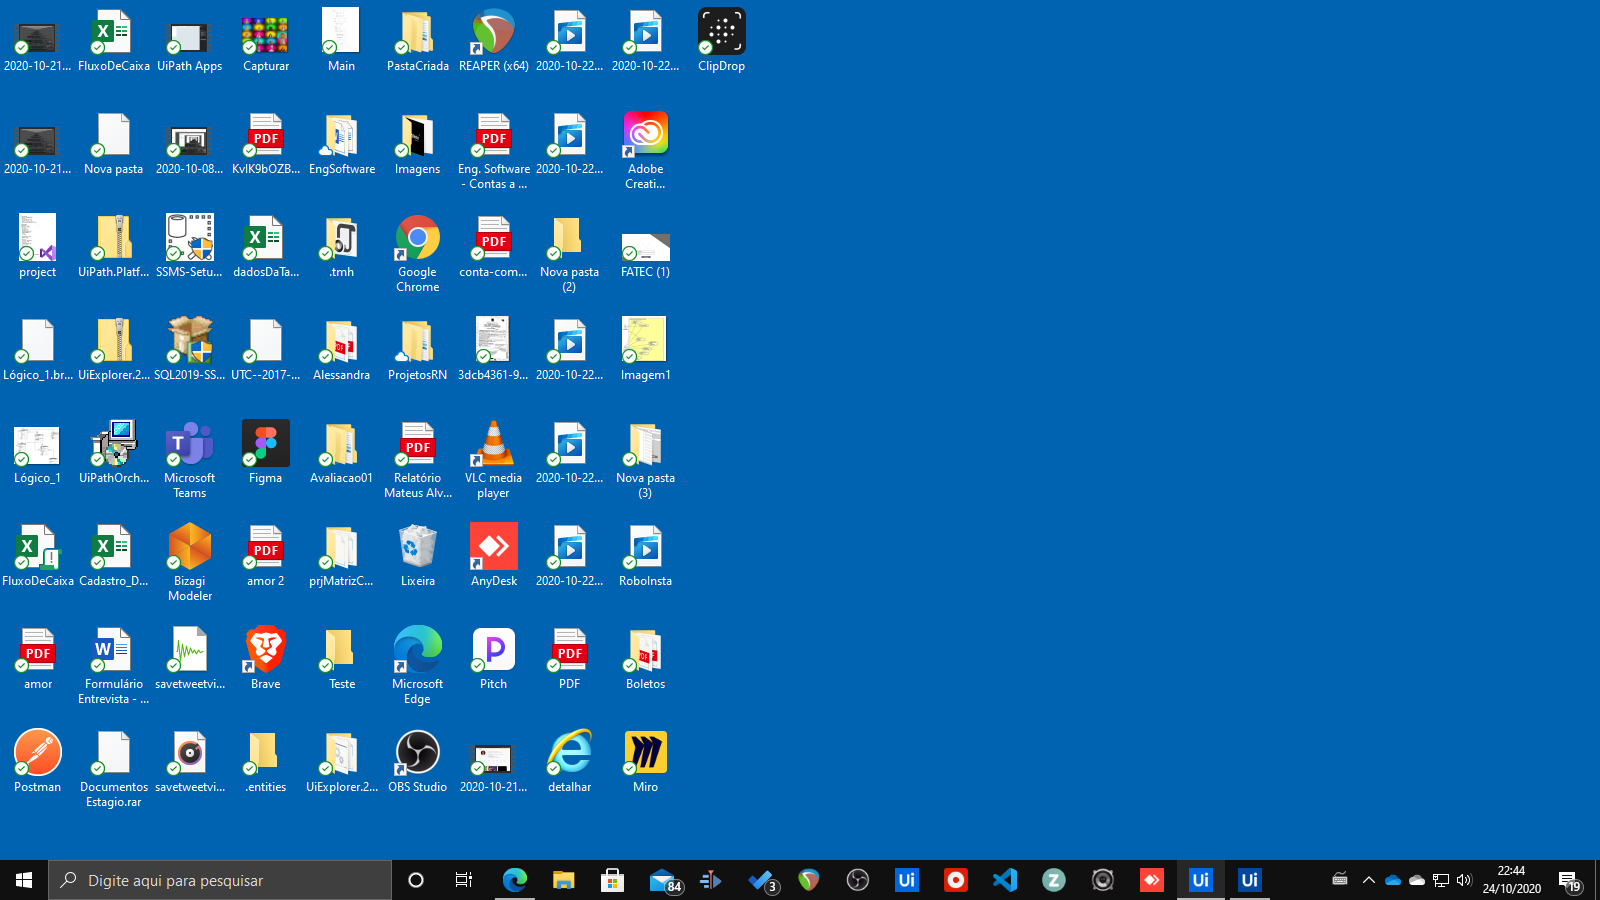 2020-10-21...
FluxoDeCaixa
UiPath Apps
Capturar
Main
PastaCriada
REAPER (x64)
2020-10-22...
2020-10-22...
ClipDrop
2020-10-21...
Nova pasta
2020-10-08...
KvlK9bOZB...
EngSoftware
Imagens
Eng. Software
- Contas a ...
2020-10-22...
Adobe
Creati...
project
UiPath.Platf...
SSMS-Setu...
dadosDaTa...
.tmh
Google
Chrome
conta-com...
Nova pasta
(2)
FATEC (1)
Lógico_1.br...
UiExplorer.2...
SQL2019-SS...
UTC--2017-...
Alessandra
ProjetosRN
3dcb4361-9...
2020-10-22...
Imagem1
Lógico_1
UiPathOrch...
Microsoft
Teams
Figma
Avaliacao01
Relatório
Mateus Alv...
VLC media
player
2020-10-22...
Nova pasta
(3)
FluxoDeCaixa
Cadastro_D...
Bizagi
Modeler
amor 2
prjMatrizC...
Lixeira
AnyDesk
2020-10-22...
RoboInsta
amor
Formulário
Entrevista - ...
savetweetvi...
Brave
Teste
Microsoft
Edge
Pitch
PDF
Boletos
Postman
Documentos
Estagio.rar
savetweetvi...
.entities
UiExplorer.2...
OBS Studio
2020-10-21...
detalhar
Miro
Digite aqui para pesquisar
84
3
Ui
Ui
Ui
22:44
24/10/2020
19